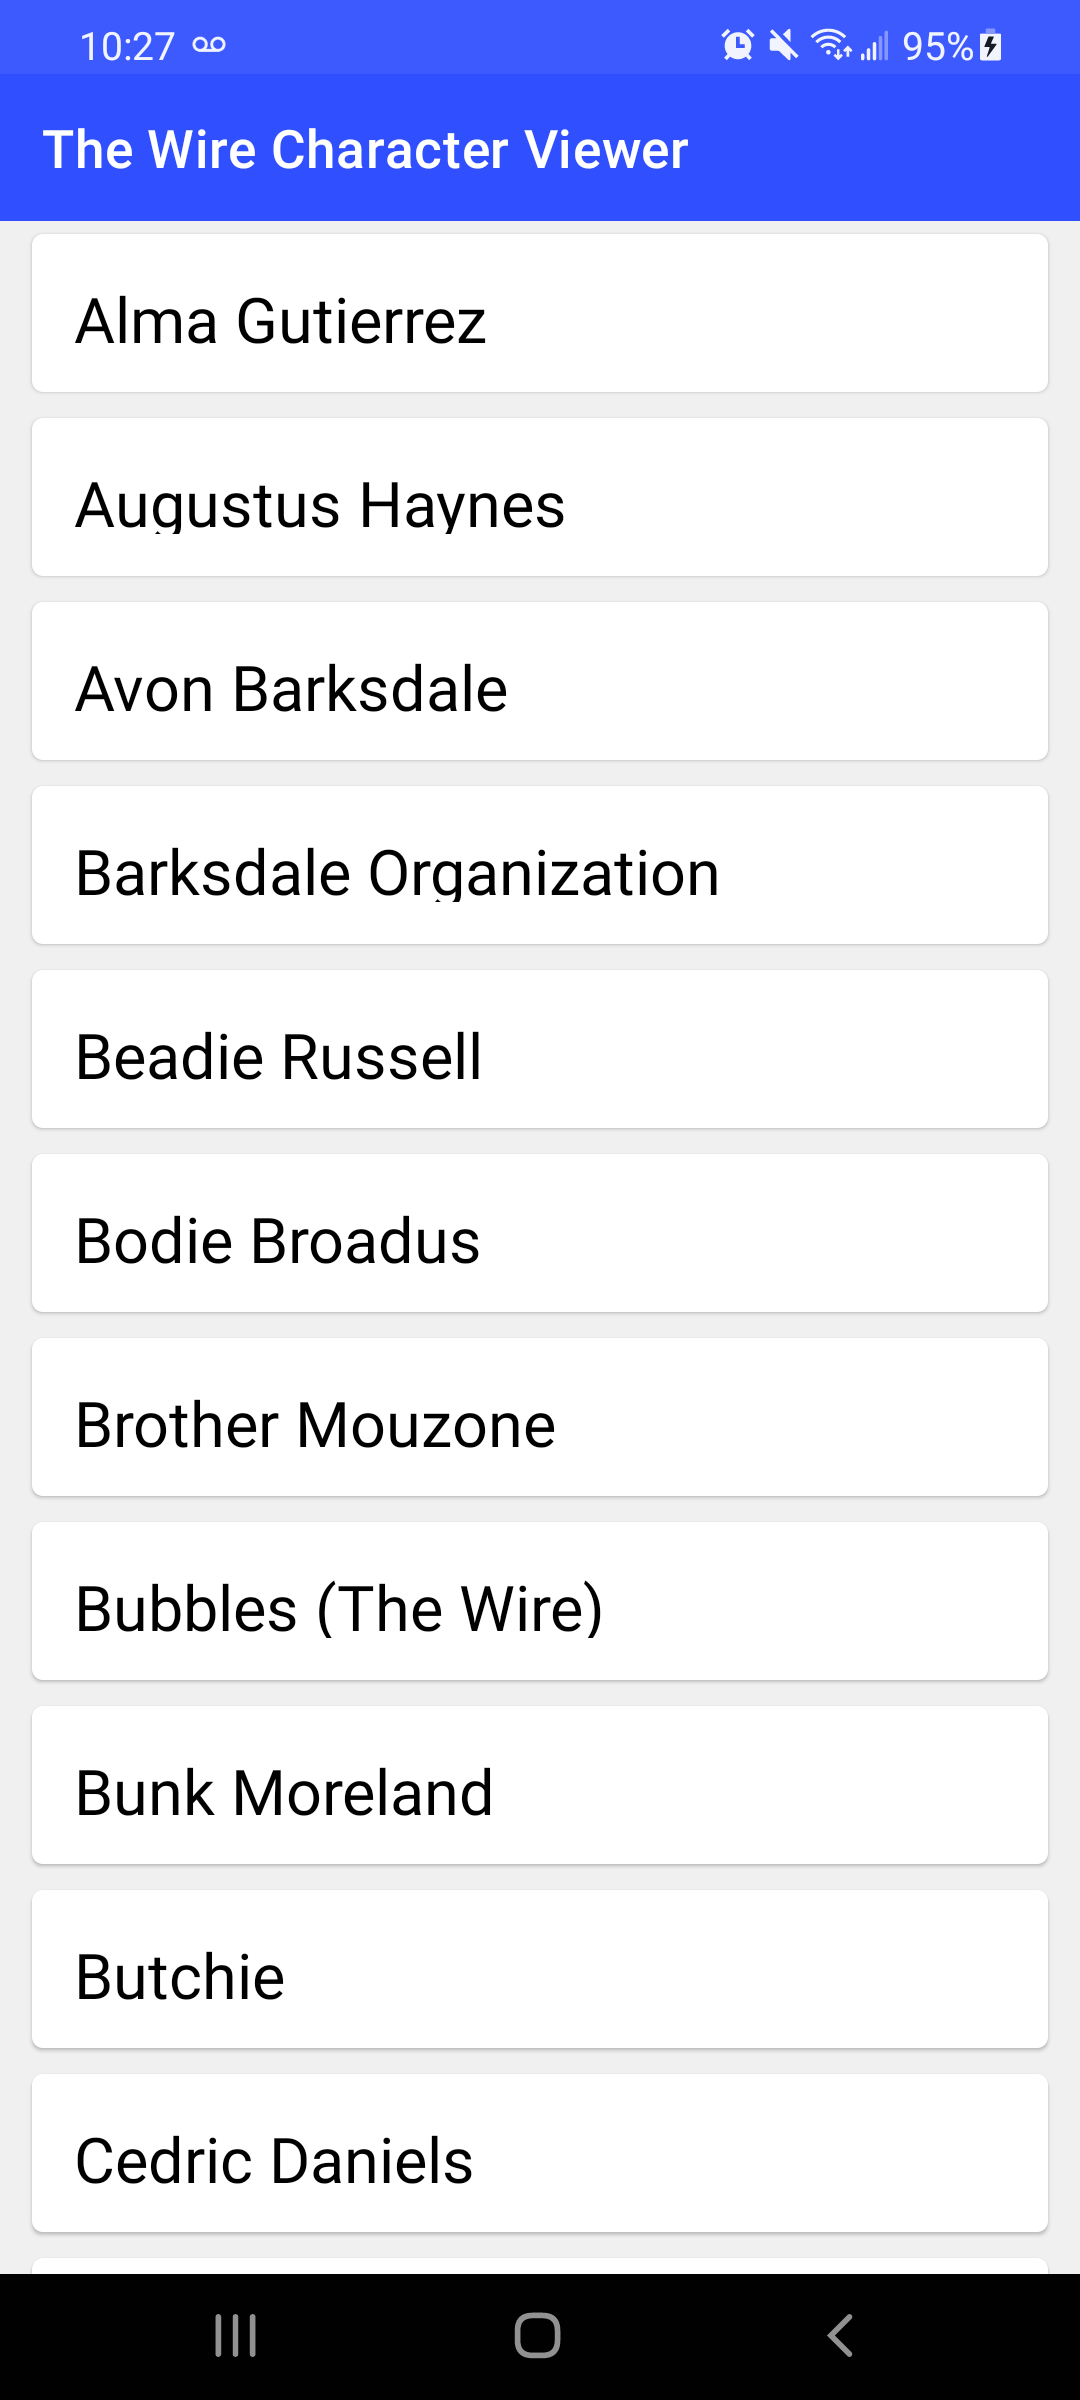 10:27 95%
The Wire Character Viewer
Alma Gutierrez
Augustus Haynes
Avon Barksdale
Barksdale Organization
Beadie Russell
Bodie Broadus
Brother Mouzone
Bubbles (The Wire)
Bunk Moreland
Butchie
Cedric Daniels